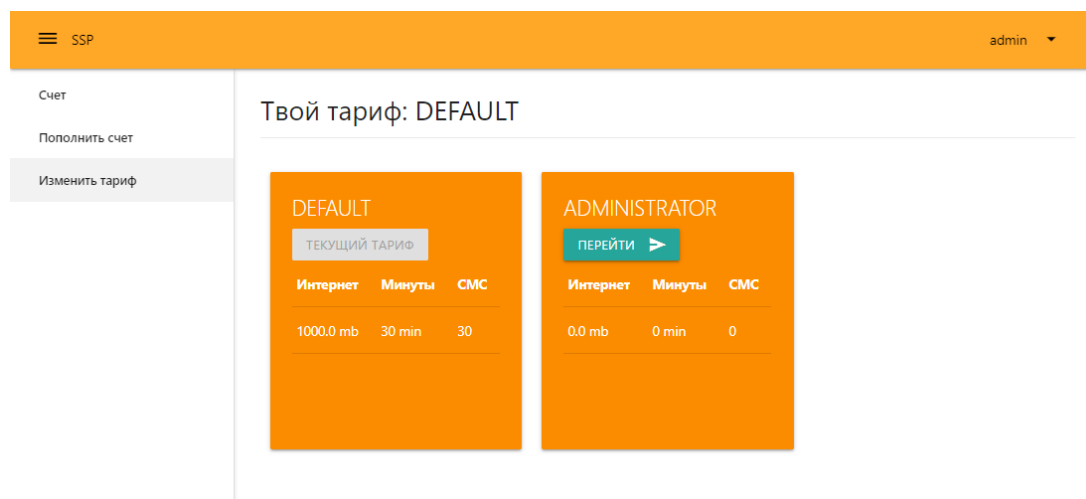 SSP
admin
Счет
Пополнить счет
Изменить тариф
Твой тариф: DEFAULT
DEFAULT
ТЕКУЩИЙ ТАРИФ
Интернет Минуты СМС
1000.0 mb 30 min 30
ADMINISTRATOR
ПЕРЕЙТИ
Интернет Минуты СМС
0.0 mb 0 min 0